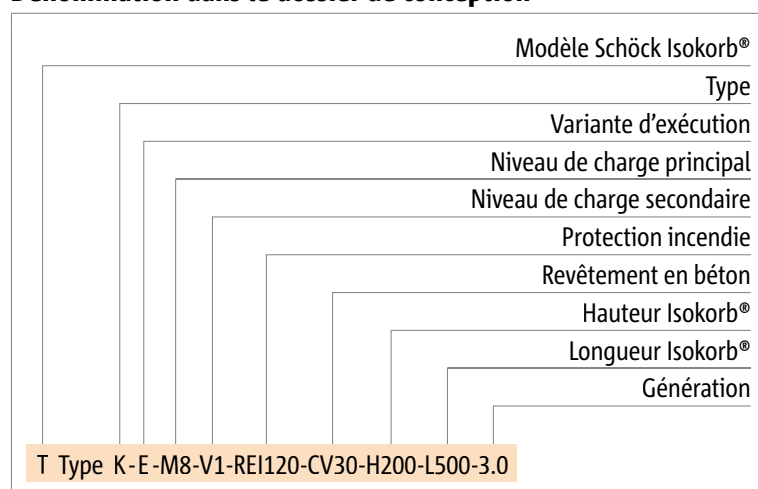 Dénomination dans le dossier de conception
Modèle Schöck Isokorb®
Type
Variante d'exécution
Niveau de charge principal
Niveau de charge secondaire
Protection incendie
Revêtement en béton
Hauteur Isokorb®
Longueur Isokorb®
Génération
T Type K-E-M8-V1-REI120-CV30-H200-L500-3.0